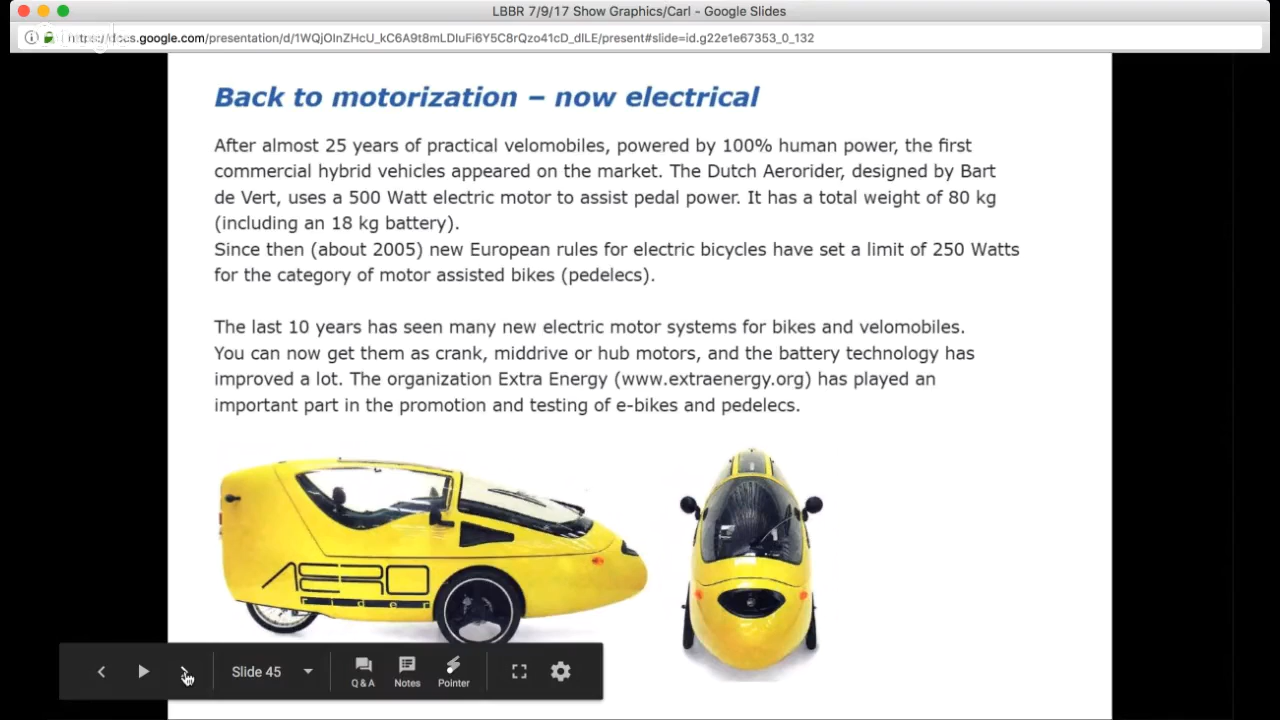 LBBR 7/9/17 Show Graphics/Carl - Google Slides
https://docs.google.com/presentation/d/1WQjOInZHcU_kC6A9t8mLDIuFi6Y5C8rQzo41cD_dILE/present#slide=id.g22e1e67353_0_132
Back to motorization – now electrical
After almost 25 years of practical velomobiles, powered by 100% human power, the first
commercial hybrid vehicles appeared on the market. The Dutch Aerorider, designed by Bart
de Vert, uses a 500 Watt electric motor to assist pedal power. It has a total weight of 80 kg
(including an 18 kg battery).
Since then (about 2005) new European rules for electric bicycles have set a limit of 250 Watts
for the category of motor assisted bikes (pedelecs).
The last 10 years has seen many new electric motor systems for bikes and velomobiles.
You can now get them as crank, middrive or hub motors, and the battery technology has
improved a lot. The organization Extra Energy (www.extraenergy.org) has played an
important part in the promotion and testing of e-bikes and pedelecs.
AERO
rider
Slide 45
Q & A
Notes
Pointer